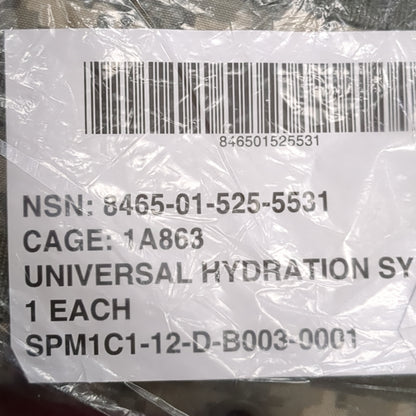 846501525531
NSN: 8465-01-525-5531
CAGE: 1A863
UNIVERSAL HYDRATION SY
1 EACH
SPM1C1-12-D-B003-0001